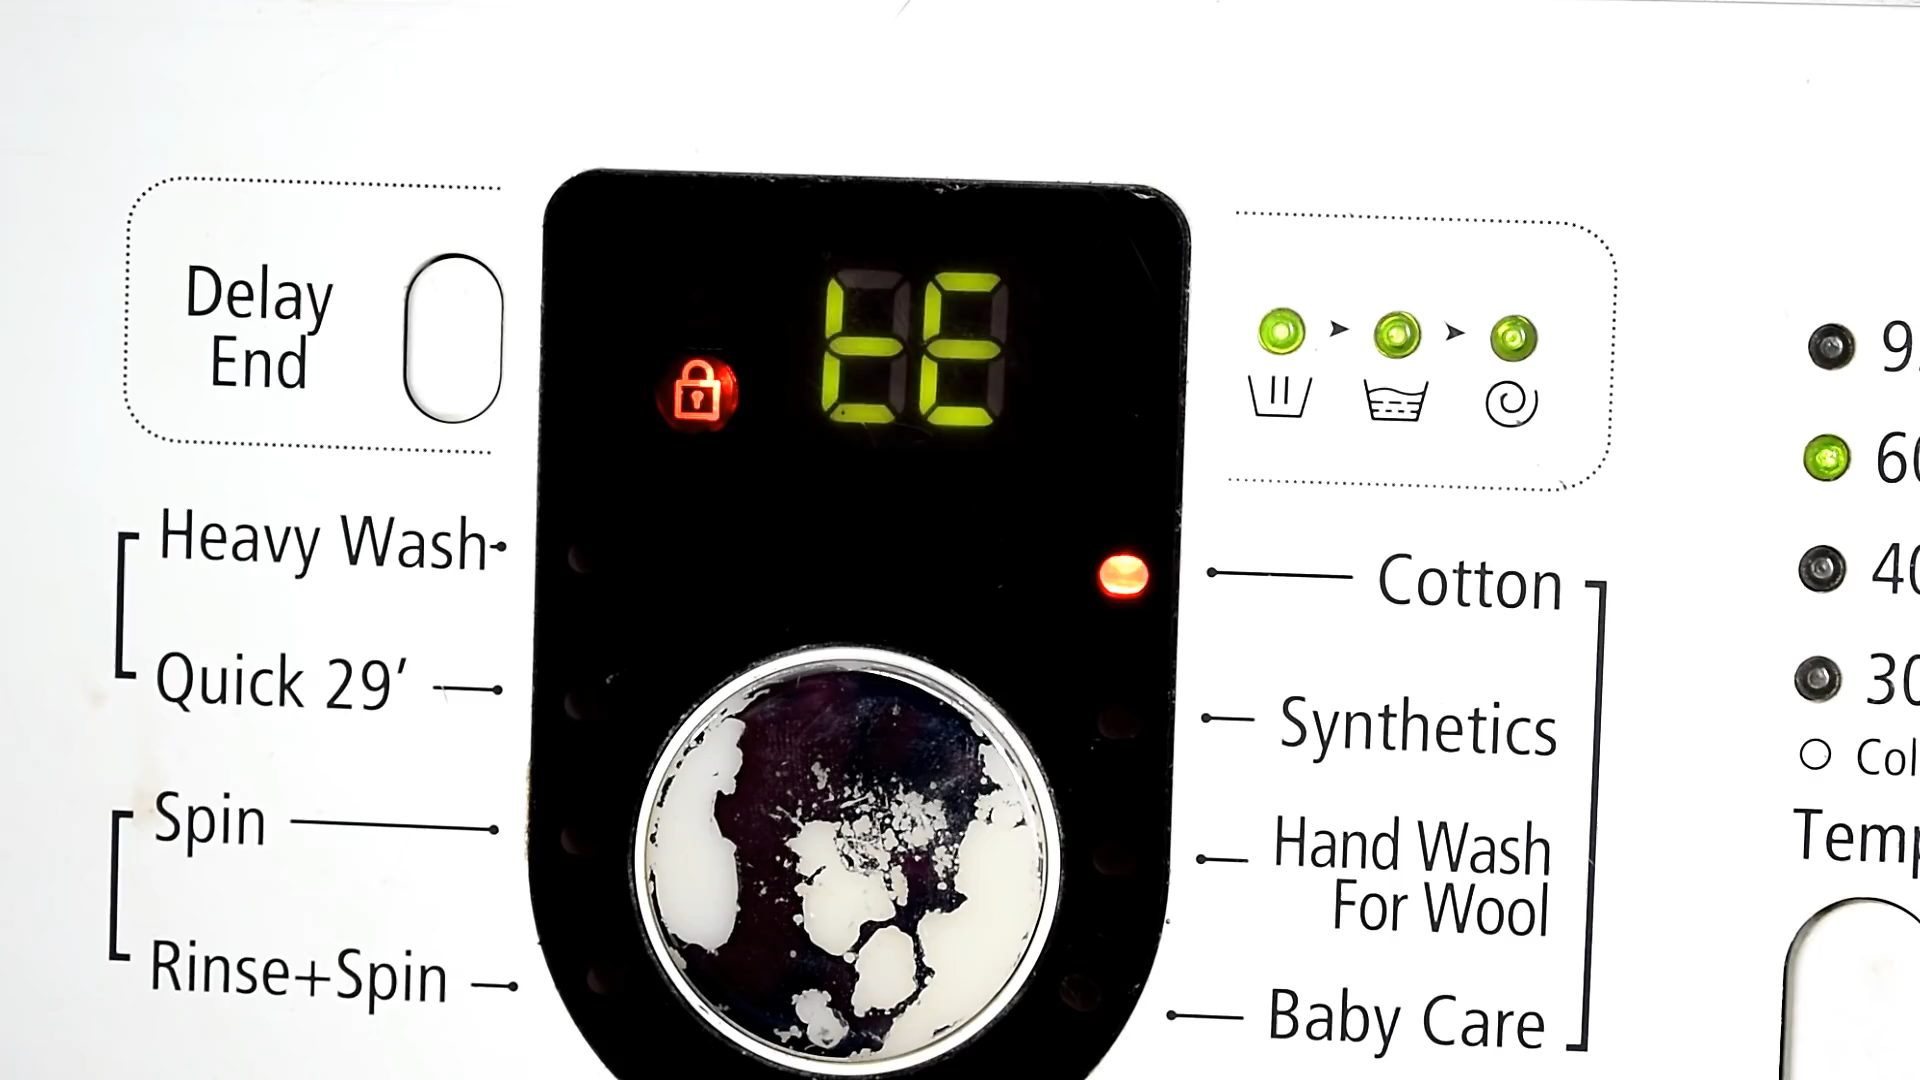 Delay
End
tE
Heavy Wash
Quick 29′
Spin
Rinse+Spin
Cotton
Synthetics
Hand Wash
For Wool
Baby Care
60
40
30